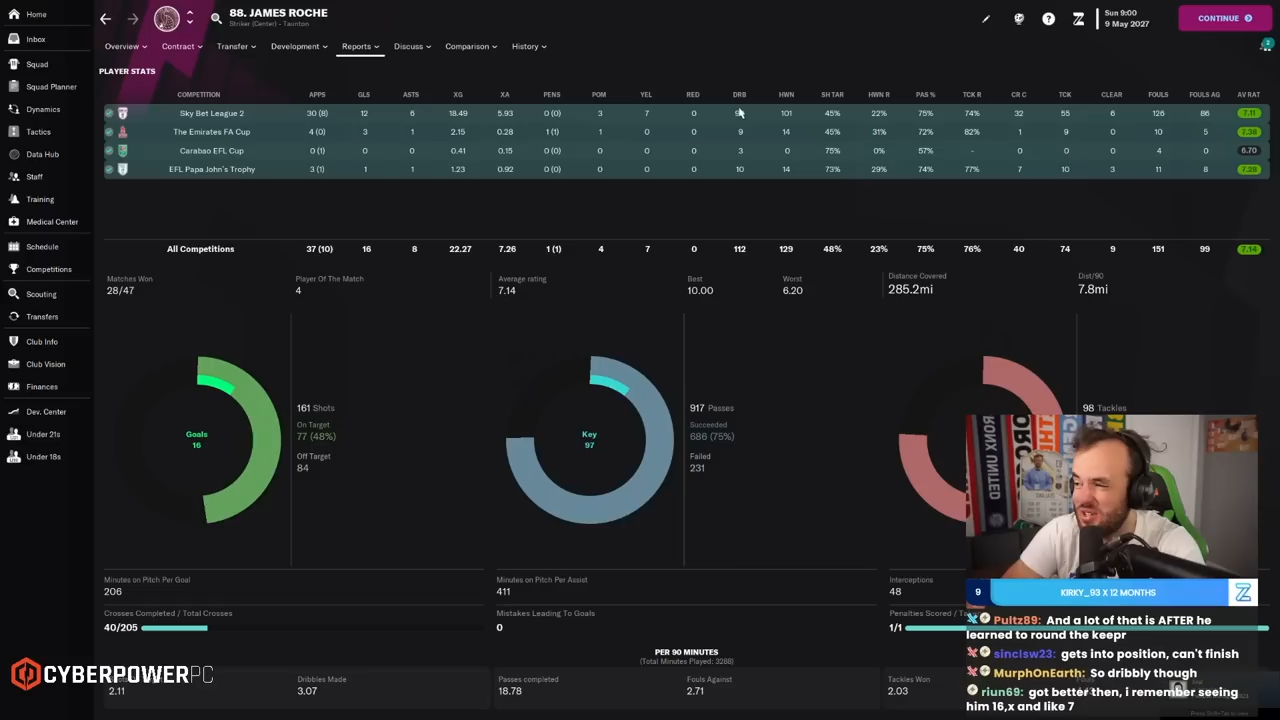 Home
Inbox
Squad
Squad Planner
Dynamics
Tactics
Data Hub
Staff
Training
Medical Center
Schedule
Competitions
Scouting
Transfers
Club Info
Club Vision
Finances
Dev. Center
Under 21s
Under 18s
88. JAMES ROCHE
Striker (Center) - Taunton
Sun 9:00
9 May 2027
CONTINUE
2
Overview Contract Transfer Development Reports Discuss Comparison History
PLAYER STATS
COMPETITION APPS GLS ASTS XG XA PENS POM YEL RED DRB HWN SH TAR HWN R PAS % TCK R CR C TCK CLEAR FOULS FOULS AG AV RAT
Sky Bet League 2 30 (8) 12 6 18.49 5.93 0 (0) 3 7 0 101 45% 22% 75% 74% 32 55 6 126 86 7.11
The Emirates FA Cup 4 (0) 3 1 2.15 0.28 1 (1) 1 0 0 9 14 45% 31% 72% 82% 1 9 0 10 5 7.38
Carabao EFL Cup 0 (1) 0 0 0.41 0.15 0 (0) 0 0 0 3 0 75% 0% 57% - 0 0 0 4 0 6.70
EFL Papa John's Trophy 3 (1) 1 1 1.23 0.92 0 (0) 0 0 0 10 14 73% 29% 74% 77% 7 10 3 11 8 7.28
All Competitions 37 (10) 16 8 22.27 7.26 1 (1) 4 7 0 112 129 48% 23% 75% 76% 40 74 9 151 99 7.14
Matches Won
28/47
Player Of The Match
4
Average rating
7.14
Best
10.00
Worst
6.20
Distance Covered
285.2mi
Dist/90
7.8mi
Goals
16
161 Shots
On Target
77 (48%)
Off Target
84
Key
97
917 Passes
Succeeded
686 (75%)
Failed
231
98 Tackles
Minutes on Pitch Per Goal
206
Minutes on Pitch Per Assist
411
Interceptions
48
Crosses Completed / Total Crosses
40/205
Mistakes Leading To Goals
0
Penalties Scored / Ta
1/1
PER 90 MINUTES
(Total Minutes Played: 3288)
2.11
Dribbles Made
3.07
Passes completed
18.78
Fouls Against
2.71
Tackles Won
2.03
CYBERPOWERPC
RONX UNITED
9 KIRKY_93 X 12 MONTHS
Pultz89: And a lot of that is AFTER he
learned to round the keepr
sinclsw23: gets into position, can't finish
MurphOnEarth: So dribbly though
riun69: got better then, i remember seeing
him 16,x and like 7